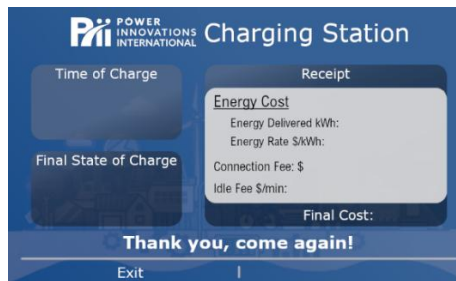 Pii POWER INNOVATIONS INTERNATIONAL Charging Station
Time of Charge
Final State of Charge
Receipt
Energy Cost
Energy Delivered kWh:
Energy Rate $/kWh:
Connection Fee: $
Idle Fee $/min:
Final Cost:
Thank you, come again!
Exit